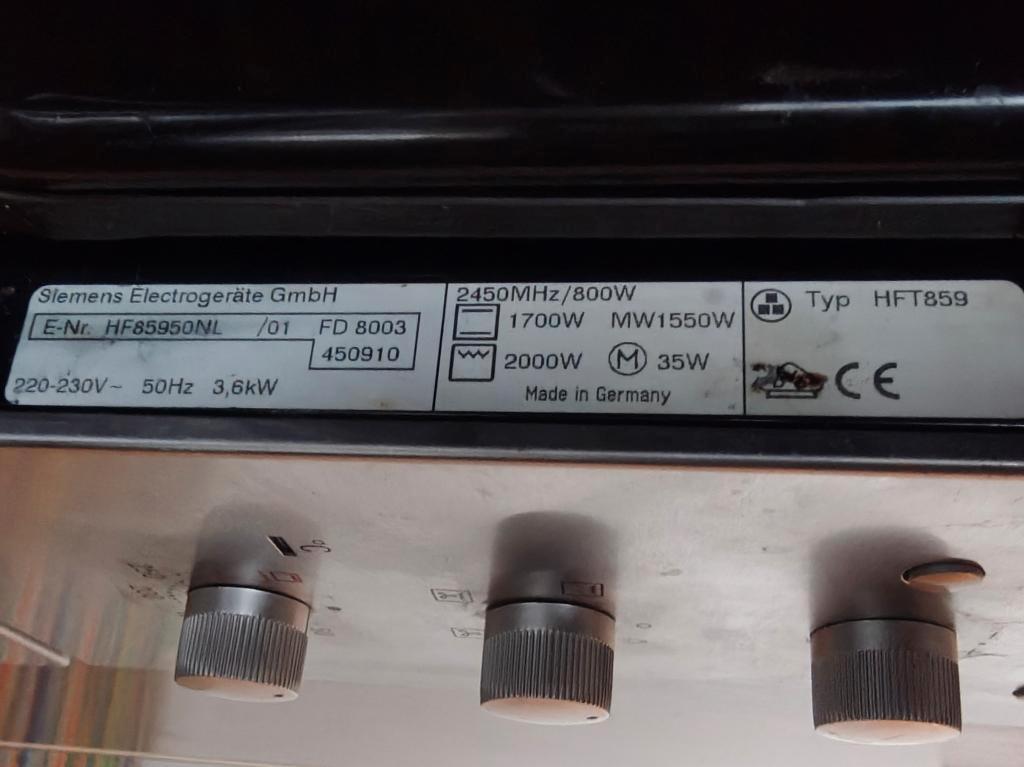 Siemens Electrogeräte GmbH
E-Nr. HF85950NL /01 FD 8003
450910
220-230V~ 50Hz 3,6kW
2450MHz/800W
1700W MW1550W
2000W M 35W
Made in Germany
Typ HFT859
CE